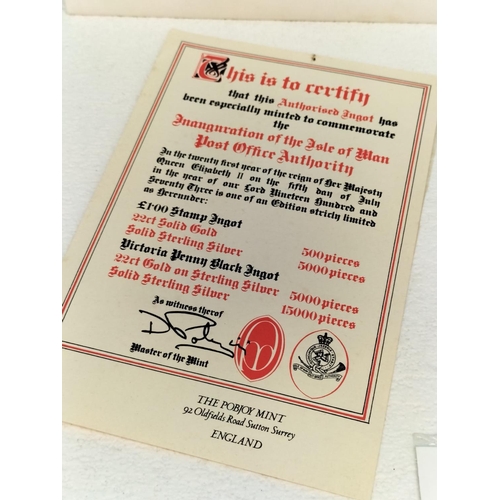 This is to certify
that this Authorised Ingot has
been especially minted to commemorate
the
Inauguration of the Isle of Man
Post Office Authority
In the twenty first year of the reign of Her Majesty
Queen Elizabeth II on the fifth day of July
in the year of our Lord Nineteen Hundred and
Seventy Three is one of an Edition stricly limited
as Hereunder:
£1·00 Stamp Ingot
22ct Solid Gold 500 pieces
Solid Sterling Silver 5000 pieces
Victoria Penny Black Ingot
22ct Gold on Sterling Silver 5000 pieces
Solid Sterling Silver 15000 pieces
As witness therof
Master of the Mint
THE POBJOY MINT
92 Oldfields Road Sutton Surrey
ENGLAND